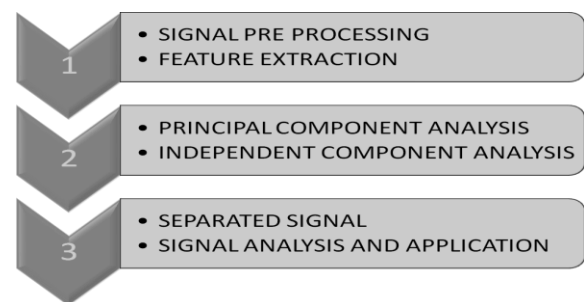 1
• SIGNAL PRE PROCESSING
• FEATURE EXTRACTION
2
• PRINCIPAL COMPONENT ANALYSIS
• INDEPENDENT COMPONENT ANALYSIS
3
• SEPARATED SIGNAL
• SIGNAL ANALYSIS AND APPLICATION